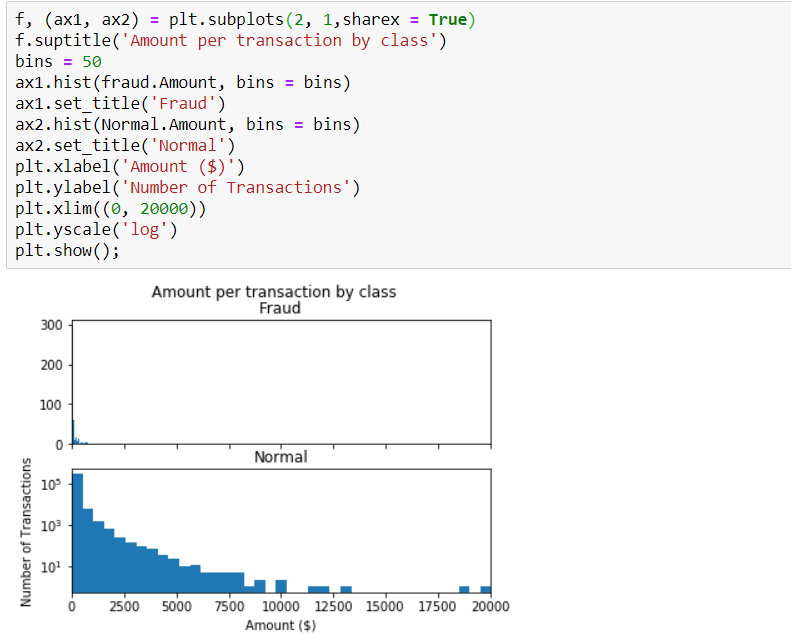 f, (ax1, ax2) = plt.subplots(2, 1,sharex = True)
f.suptitle('Amount per transaction by class')
bins = 50
ax1.hist(fraud.Amount, bins = bins)
ax1.set_title('Fraud')
ax2.hist(Normal.Amount, bins = bins)
ax2.set_title('Normal')
plt.xlabel('Amount ($)')
plt.ylabel('Number of Transactions')
plt.xlim((0, 20000))
plt.yscale('log')
plt.show();
Amount per transaction by class
Fraud
300
200
100
0
Normal
Number of Transactions
10⁵
10³
10¹
0 2500 5000 7500 10000 12500 15000 17500 20000
Amount ($)